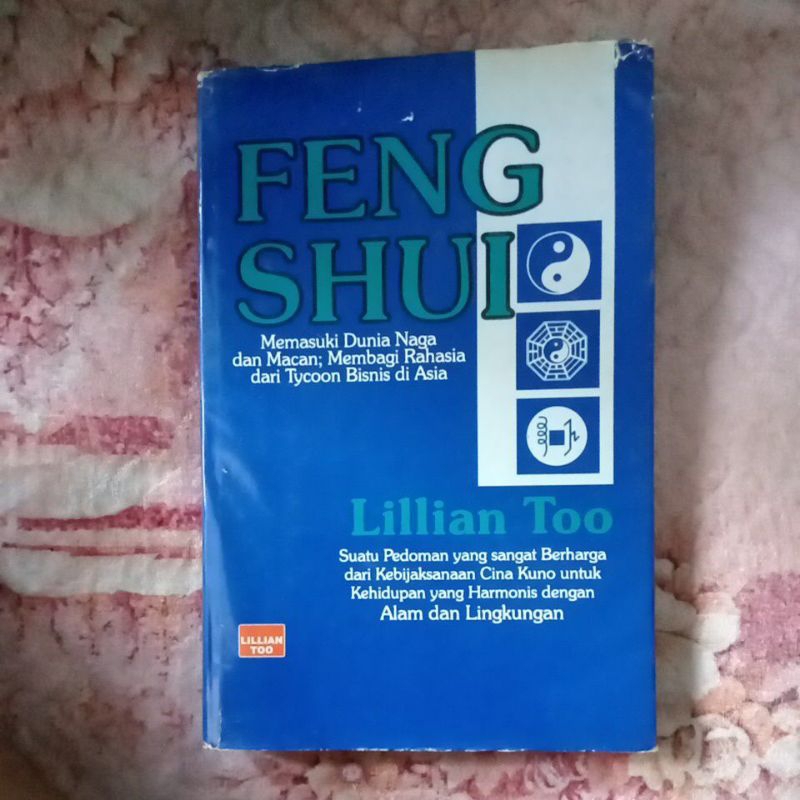 FENG
SHUI
Memasuki Dunia Naga
dan Macan; Membagi Rahasia
dari Tycoon Bisnis di Asia
Lillian Too
Suatu Pedoman yang sangat Berharga
dari Kebijaksanaan Cina Kuno untuk
Kehidupan yang Harmonis dengan
Alam dan Lingkungan
LILLIAN
TOO